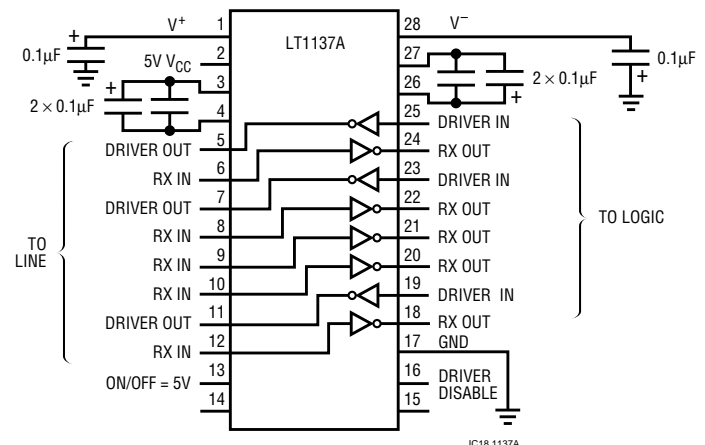 V+ 1 28 V−
LT1137A
0.1µF + 2 27 + 0.1µF
5V VCC
+ 3 26 2 × 0.1µF
2 × 0.1µF +
4 25 DRIVER IN
DRIVER OUT 5 24 RX OUT
RX IN 6 23 DRIVER IN
DRIVER OUT 7 22 RX OUT
RX IN 8 21 RX OUT
TO LINE
TO LOGIC
RX IN 9 20 RX OUT
RX IN 10 19 DRIVER IN
DRIVER OUT 11 18 RX OUT
RX IN 12 17 GND
ON/OFF = 5V 13 16 DRIVER DISABLE
14 15
IC18 1137A